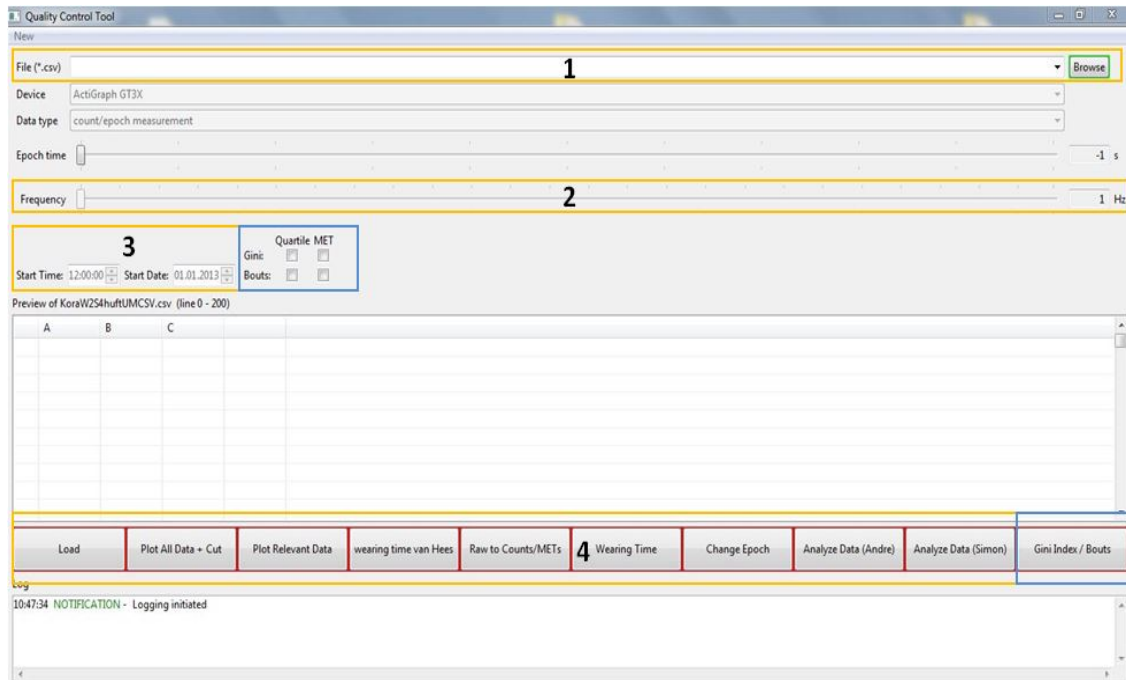 Quality Control Tool
New
File (*.csv) 1 Browse
Device ActiGraph GT3X
Data type count/epoch measurement
Epoch time -1 s
Frequency 2 1 Hz
3 Quartile MET
Gini:
Start Time: 12:00:00 Start Date: 01.01.2013 Bouts:
Preview of KoraW2S4huftUMCSV.csv (line 0 - 200)
A B C
Load Plot All Data + Cut Plot Relevant Data wearing time van Hees Raw to Counts/METs 4 Wearing Time Change Epoch Analyze Data (Andre) Analyze Data (Simon) Gini Index / Bouts
Log
10:47:34 NOTIFICATION - Logging initiated